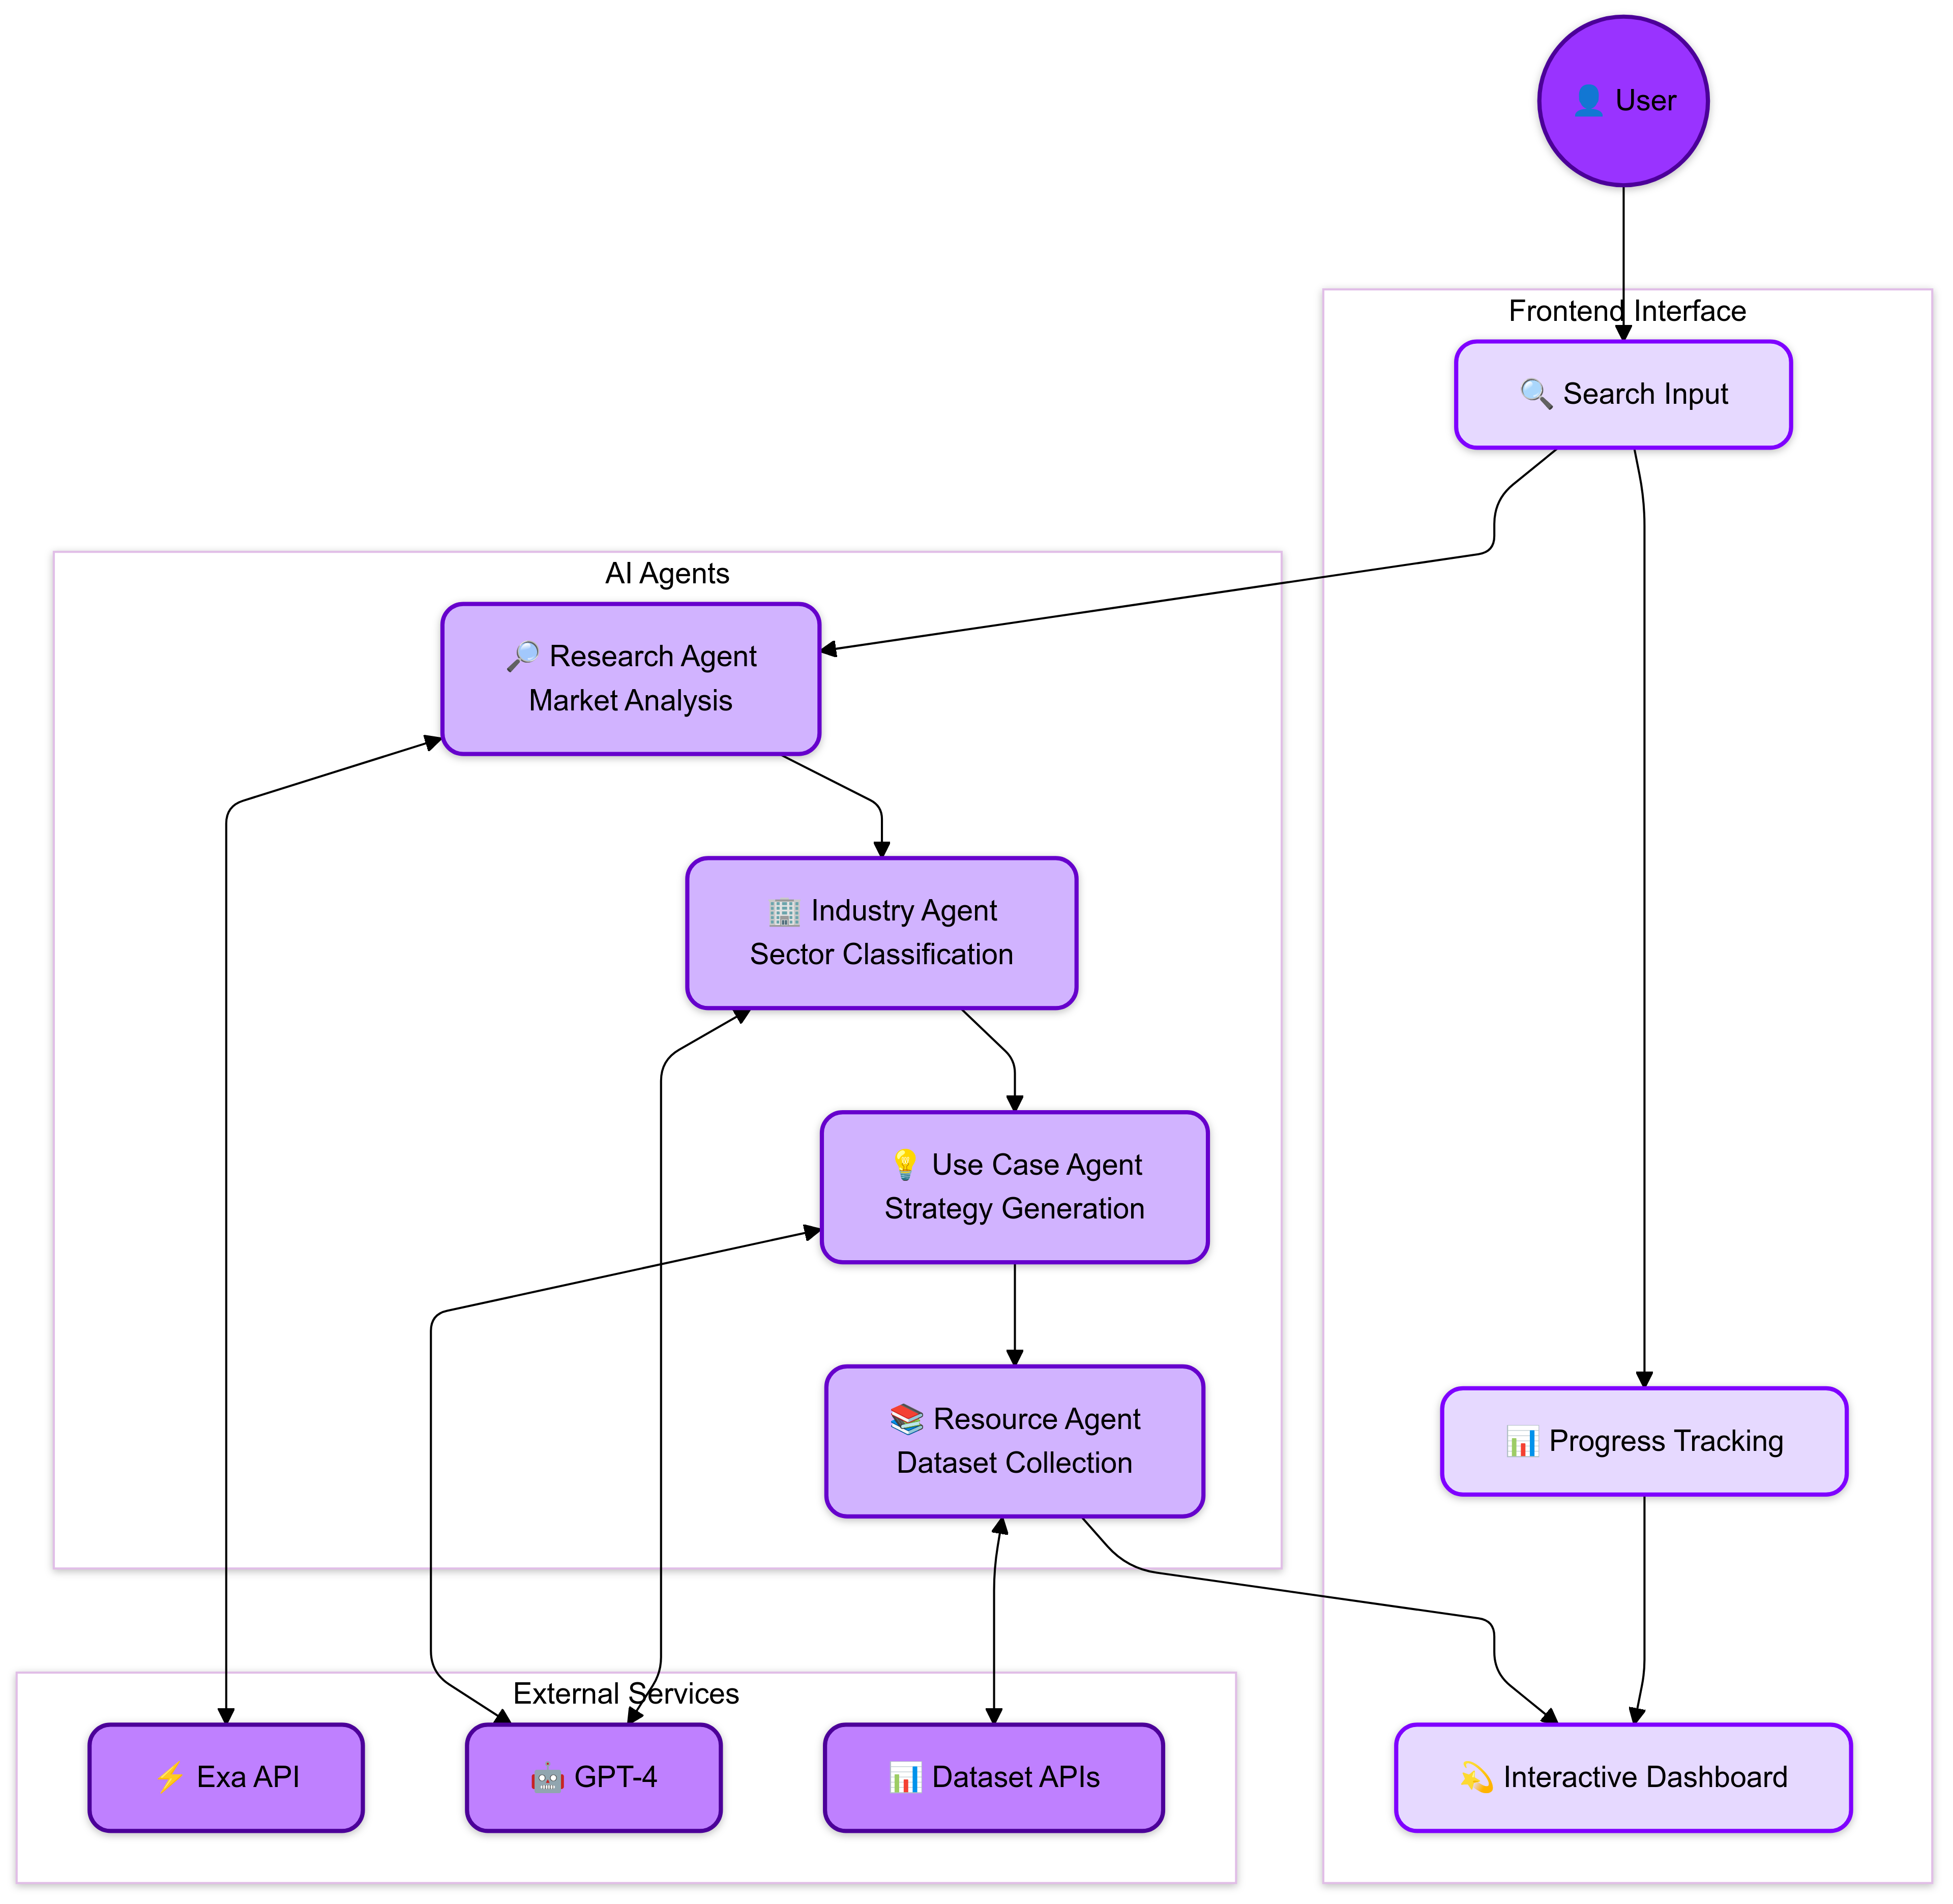 👤 User
Frontend Interface
🔍 Search Input
AI Agents
🔎 Research Agent
Market Analysis
🏢 Industry Agent
Sector Classification
💡 Use Case Agent
Strategy Generation
📚 Resource Agent
Dataset Collection
📊 Progress Tracking
External Services
⚡ Exa API
🤖 GPT-4
📊 Dataset APIs
💫 Interactive Dashboard